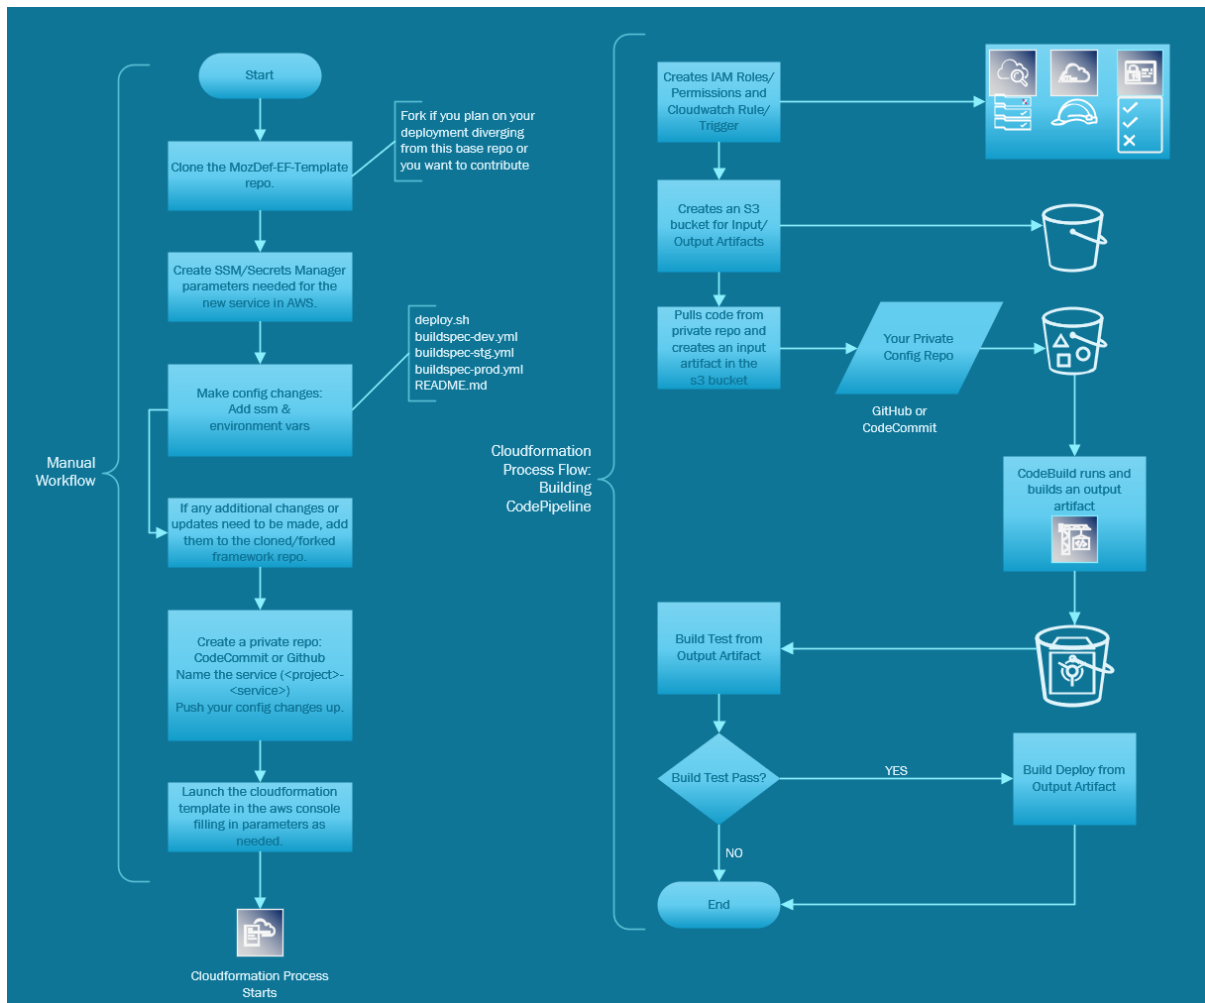 Start
Clone the MozDef-EF-Template
repo.
Fork if you plan on your
deployment diverging
from this base repo or
you want to contribute
Create SSM/Secrets Manager
parameters needed for the
new service in AWS.
Make config changes:
Add ssm &
environment vars
deploy.sh
buildspec-dev.yml
buildspec-stg.yml
buildspec-prod.yml
README.md
Manual
Workflow
If any additional changes or
updates need to be made, add
them to the cloned/forked
framework repo.
Create a private repo:
CodeCommit or Github
Name the service (<project>-
<service>)
Push your config changes up.
Launch the cloudformation
template in the aws console
filling in parameters as
needed.
Cloudformation Process
Starts
Cloudformation
Process Flow:
Building
CodePipeline
Creates IAM Roles/
Permissions and
Cloudwatch Rule/
Trigger
Creates an S3
bucket for Input/
Output Artifacts
Pulls code from
private repo and
creates an input
artifact in the
s3 bucket
Your Private
Config Repo
GitHub or
CodeCommit
CodeBuild runs and
builds an output
artifact
Build Test from
Output Artifact
Build Test Pass?
YES
Build Deploy from
Output Artifact
NO
End